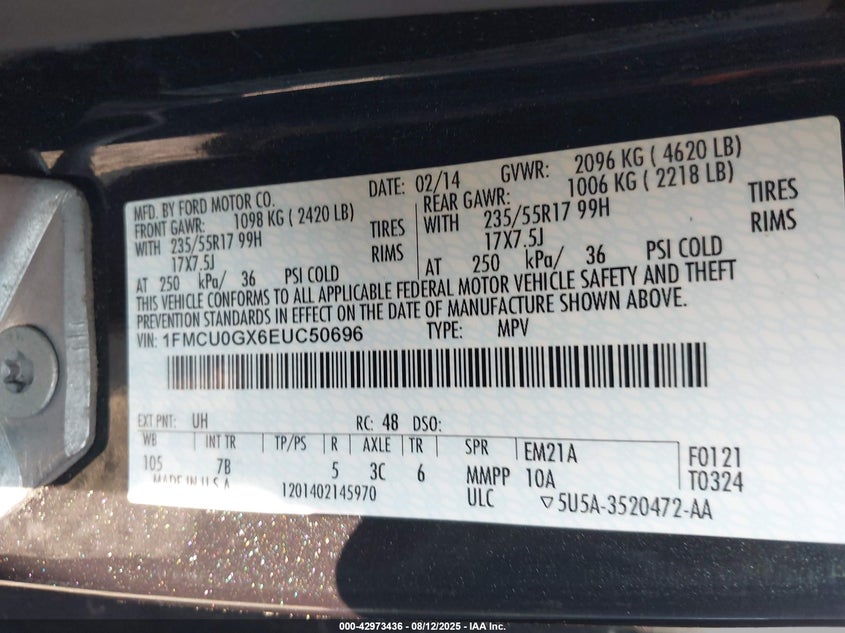 MFD. BY FORD MOTOR CO. DATE: 02/14 GVWR: 2096 KG ( 4620 LB)
FRONT GAWR: 1098 KG ( 2420 LB) REAR GAWR: 1006 KG ( 2218 LB)
WITH 235/55R17 99H TIRES WITH 235/55R17 99H TIRES
17X7.5J RIMS 17X7.5J RIMS
AT 250 kPa/ 36 PSI COLD AT 250 kPa/ 36 PSI COLD
THIS VEHICLE CONFORMS TO ALL APPLICABLE FEDERAL MOTOR VEHICLE SAFETY AND THEFT
PREVENTION STANDARDS IN EFFECT ON THE DATE OF MANUFACTURE SHOWN ABOVE.
VIN: 1FMCU0GX6EUC50696 TYPE: MPV
EXT PNT: UH RC: 48 DSO:
WB INT TR TP/PS R AXLE TR SPR EM21A F0121
105 7B 5 3C 6 MMPP 10A T0324
MADE IN U.S.A. 1201402145970 ULC ▽5U5A-3520472-AA
000-42973436 - 08/12/2025 - IAA Inc.